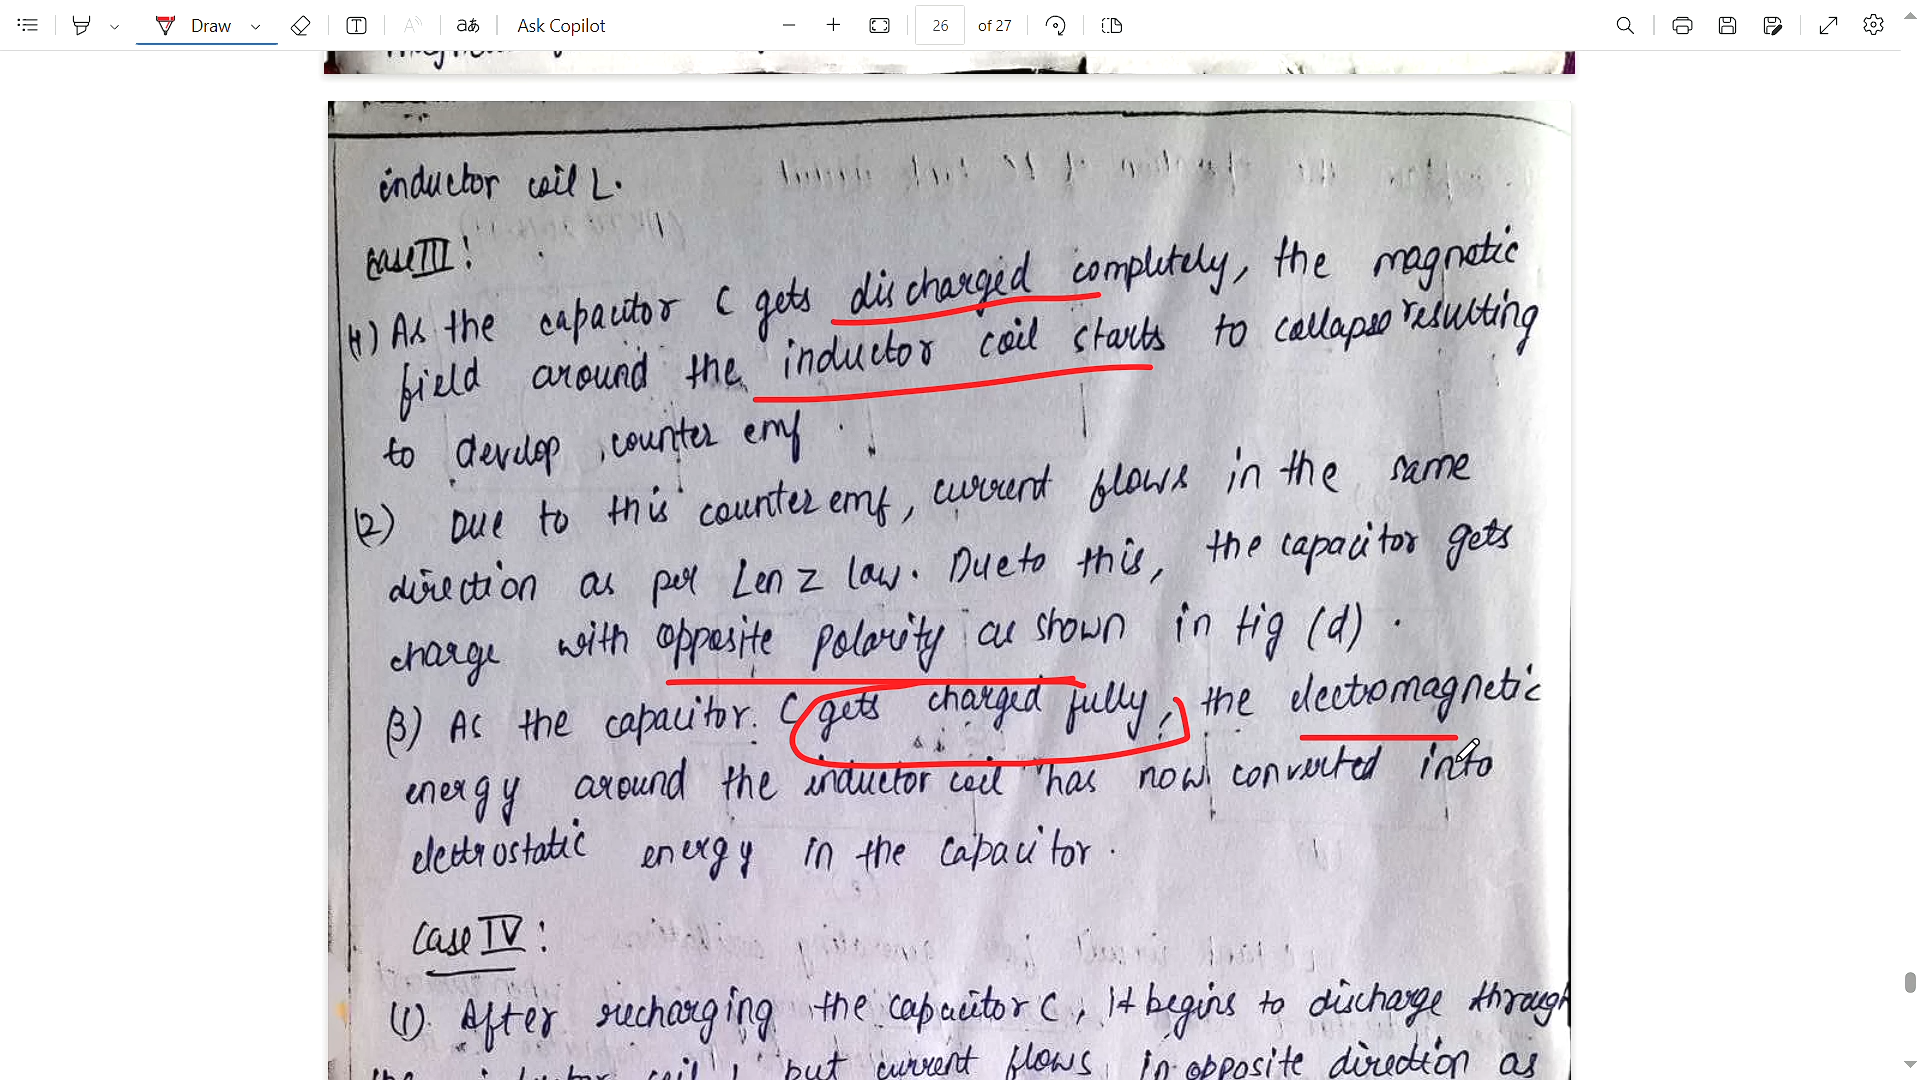 Draw
Ask Copilot
26 of 27
inductor coil L.
Case III :
(1) As the capacitor C gets discharged completely, the magnetic
field around the inductor coil starts to collapse resulting
to develop counter emf.
(2) Due to this counter emf, current flows in the same
direction as per Lenz law. Due to this, the capacitor gets
charge with opposite polarity as shown in fig (d).
(3) As the capacitor C gets charged fully, the electromagnetic
energy around the inductor coil has now converted into
electrostatic energy in the capacitor.
Case IV :
(1) After recharging the capacitor C, it begins to discharge through
but current flows in opposite direction as